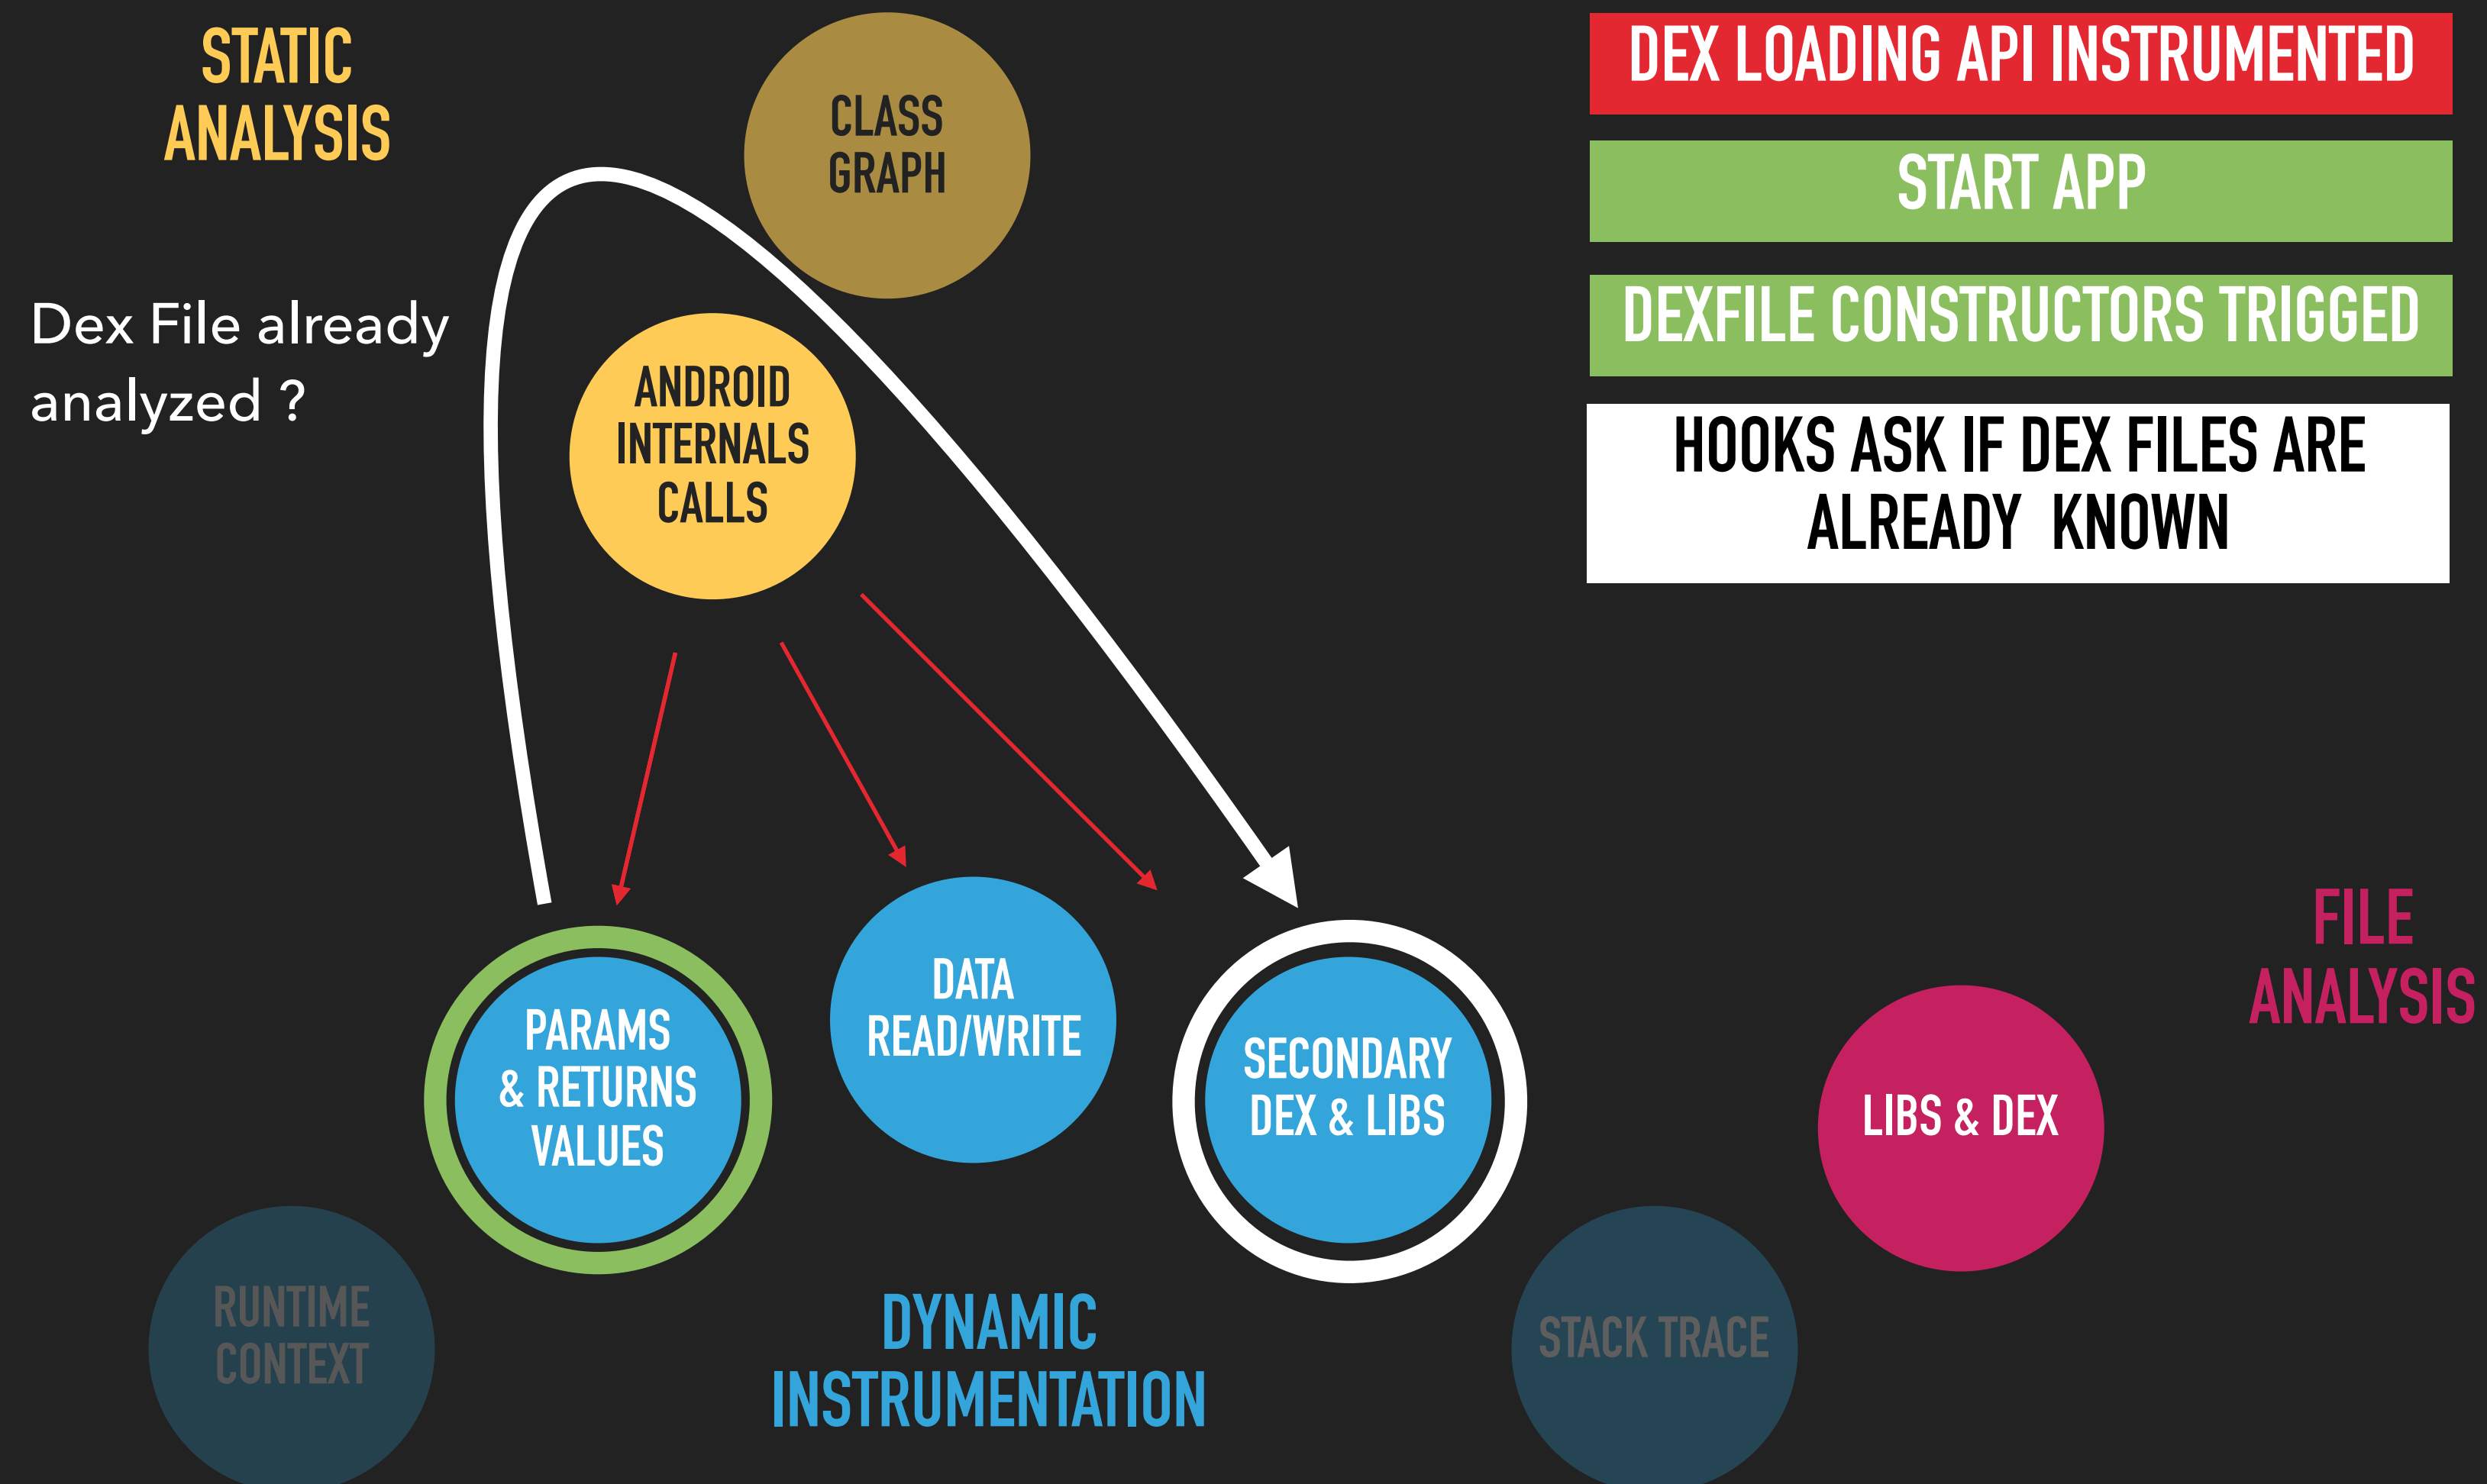 STATIC
ANALYSIS
Dex File already
analyzed ?
CLASS
GRAPH
ANDROID
INTERNALS
CALLS
DEX LOADING API INSTRUMENTED
START APP
DEXFILE CONSTRUCTORS TRIGGED
HOOKS ASK IF DEX FILES ARE
ALREADY KNOWN
PARAMS
& RETURNS
VALUES
DATA
READ/WRITE
SECONDARY
DEX & LIBS
LIBS & DEX
FILE
ANALYSIS
RUNTIME
CONTEXT
DYNAMIC
INSTRUMENTATION
STACK TRACE